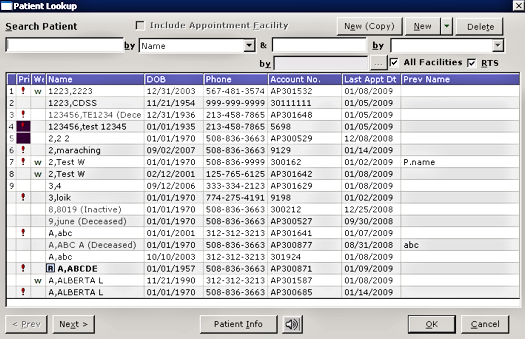 Patient Lookup
Search Patient Include Appointment Facility New (Copy) New Delete
by Name & by
by ... All Facilities RTS
Pri We Name DOB Phone Account No. Last Appt Dt Prev Name
1 ! w 1223,2223 12/31/2003 567-481-3574 AP301532 01/08/2009
2 1223,CDSS 11/21/1954 999-999-9999 30111111 01/05/2009
3 ! 123456,TE1234 (Dece 12/31/1936 213-458-7865 AP301648 01/05/2009
4 ! 123456,test 12345 01/01/1935 213-458-7865 5698 01/05/2009
5 2,2 2 01/01/1970 508-836-3663 AP300529 12/08/2008
6 ! 2,maraching 09/02/2007 508-836-3663 9129 01/14/2009
7 ! w 2,Test W 01/01/1970 508-836-9999 300162 01/02/2009 P.name
8 w 2,Test W 02/12/2001 125-765-6125 AP301642 01/08/2009
9 3,4 09/12/2006 333-334-2123 AP301629 01/08/2009
! 3,loik 01/01/1970 774-275-4191 9198 01/02/2009
8,8019 (Inactive) 01/01/1970 508-836-3663 300212 12/25/2008
9,june (Deceased) 01/01/1970 508-836-3663 AP300527 09/30/2008
! A,abc 01/01/2001 312-312-3213 AP301641 01/07/2009
A,ABC A (Deceased) 01/01/1970 508-836-3663 AP300877 08/31/2008 abc
A,abc 10/10/2003 312-312-3213 301924 01/08/2009
! R A,ABCDE 01/01/1957 508-836-3663 AP300871 01/09/2009
w A,ALBERTA L 11/21/1990 312-312-3213 AP301587 01/08/2009
! A,ALBERTA L 01/01/1970 508-836-3663 AP300685 01/14/2009
< Prev Next > Patient Info OK Cancel